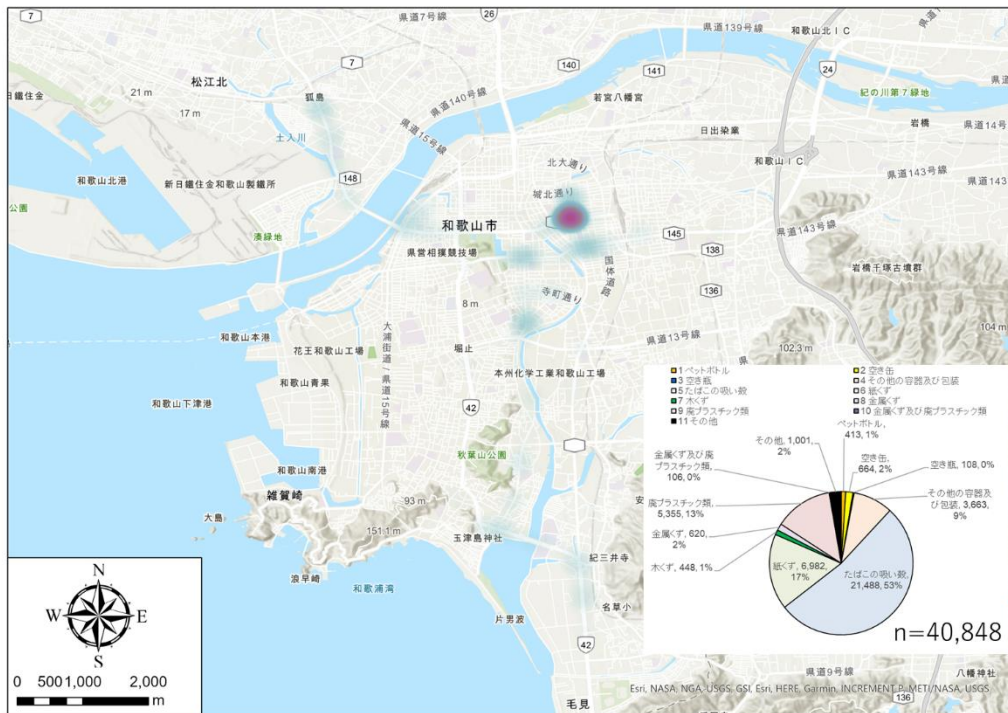 7
県道7号線
26
県道139号線
和歌山北IC
7
140
141
24
松江北
日鐵住金
21 m
17 m
狐島
県道140号線
若宮八幡宮
紀の川第7緑地
土入川
県道15号線
日出染業
岩橋
県道14号
和歌山北港
新日鐵住金和歌山製鐵所
148
北大通り
和歌山IC
県道143号線
県道143
公園
城北通り
湊緑地
和歌山市
145
138
県道143号線
県営相撲競技場
国体道路
岩橋千塚古墳群
136
寺町通り
8 m
104 m
和歌山本港
大浦街道/県道15号線
県道13号線
花王和歌山工場
堀止
102.3 m
和歌山青果
本州化学工業和歌山工場
和歌山下津港
42
秋葉山公園
和歌山南港
雑賀崎
93 m
大島
151.1 m
玉津島神社
紀三井寺
浪早崎
和歌浦湾
名草小
片男波
42
毛見
県道9号線
八幡神社
136
安
1 ペットボトル
2 空き缶
3 空き瓶
4 その他の容器及び包装
5 たばこの吸い殻
6 紙くず
7 木くず
8 金属くず
9 廃プラスチック類
10 金属くず及び廃プラスチック類
11 その他
ペットボトル,
413, 1%
その他, 1,001,
2%
金属くず及び廃
プラスチック類,
106, 0%
空き缶,
664, 2%
空き瓶, 108, 0%
廃プラスチック類,
5,355, 13%
その他の容器及
び包装, 3,663,
9%
金属くず, 620,
2%
木くず, 448, 1%
紙くず, 6,982,
17%
たばこの吸い殻,
21,488, 53%
n=40,848
N
W
E
S
0 500 1,000 2,000
m
Esri, NASA, NGA, USGS, GSI, Esri, HERE, Garmin, INCREMENT P, METI/NASA, USGS